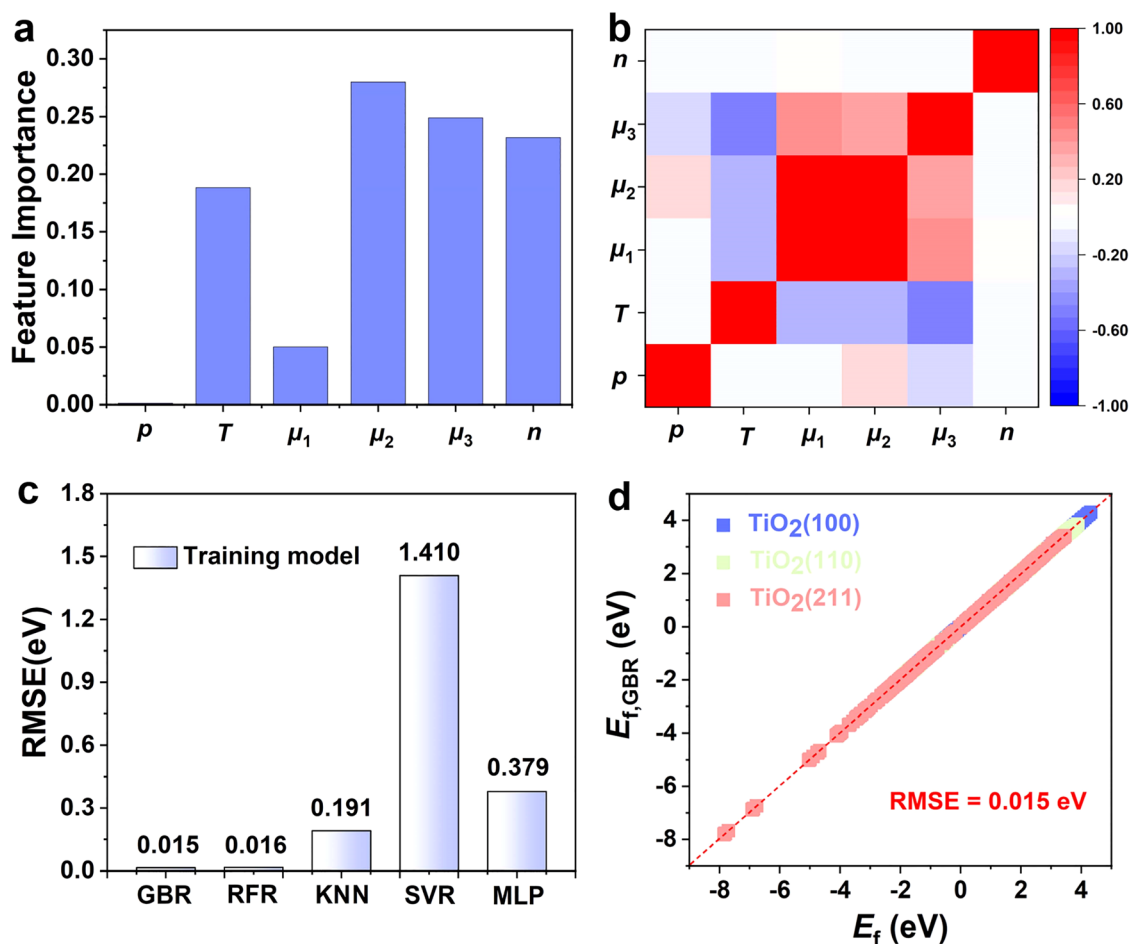 a
Feature Importance
0.30
0.25
0.20
0.15
0.10
0.05
0.00
p T μ1 μ2 μ3 n
b
n
μ3
μ2
μ1
T
p
p T μ1 μ2 μ3 n
1.00
0.60
0.20
-0.20
-0.60
-1.00
c
RMSE(eV)
1.8
1.5
1.2
0.9
0.6
0.3
0.0
Training model
0.015 0.016 0.191 1.410 0.379
GBR RFR KNN SVR MLP
d
Ef,GBR (eV)
4
2
0
-2
-4
-6
-8
TiO2(100)
TiO2(110)
TiO2(211)
RMSE = 0.015 eV
-8 -6 -4 -2 0 2 4
Ef (eV)